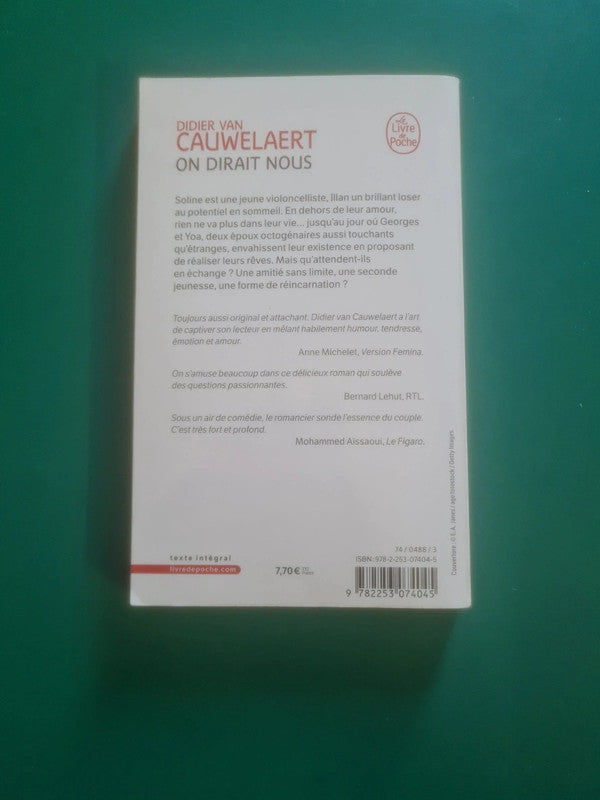 DIDIER VAN
CAUWELAERT
ON DIRAIT NOUS
Le
Livre
de
Poche
Soline est une jeune violoncelliste, Illan un brillant loser
au potentiel en sommeil. En dehors de leur amour,
rien ne va plus dans leur vie... jusqu'au jour où Georges
et Yoa, deux époux octogénaires aussi touchants
qu'étranges, envahissent leur existence en proposant
de réaliser leurs rêves. Mais qu'attendent-ils
en échange ? Une amitié sans limite, une seconde
jeunesse, une forme de réincarnation ?
Toujours aussi original et attachant, Didier van Cauwelaert a l'art
de captiver son lecteur en mêlant habilement humour, tendresse,
émotion et amour.
Anne Michelet, Version Femina.
On s'amuse beaucoup dans ce délicieux roman qui soulève
des questions passionnantes.
Bernard Lehut, RTL.
Sous un air de comédie, le romancier sonde l'essence du couple.
C'est très fort et profond.
Mohammed Aïssaoui, Le Figaro.
texte intégral
livredepoche.com
7,70 €
74 / 0488 / 3
ISBN : 978-2-253-07404-5
9 782253 074045